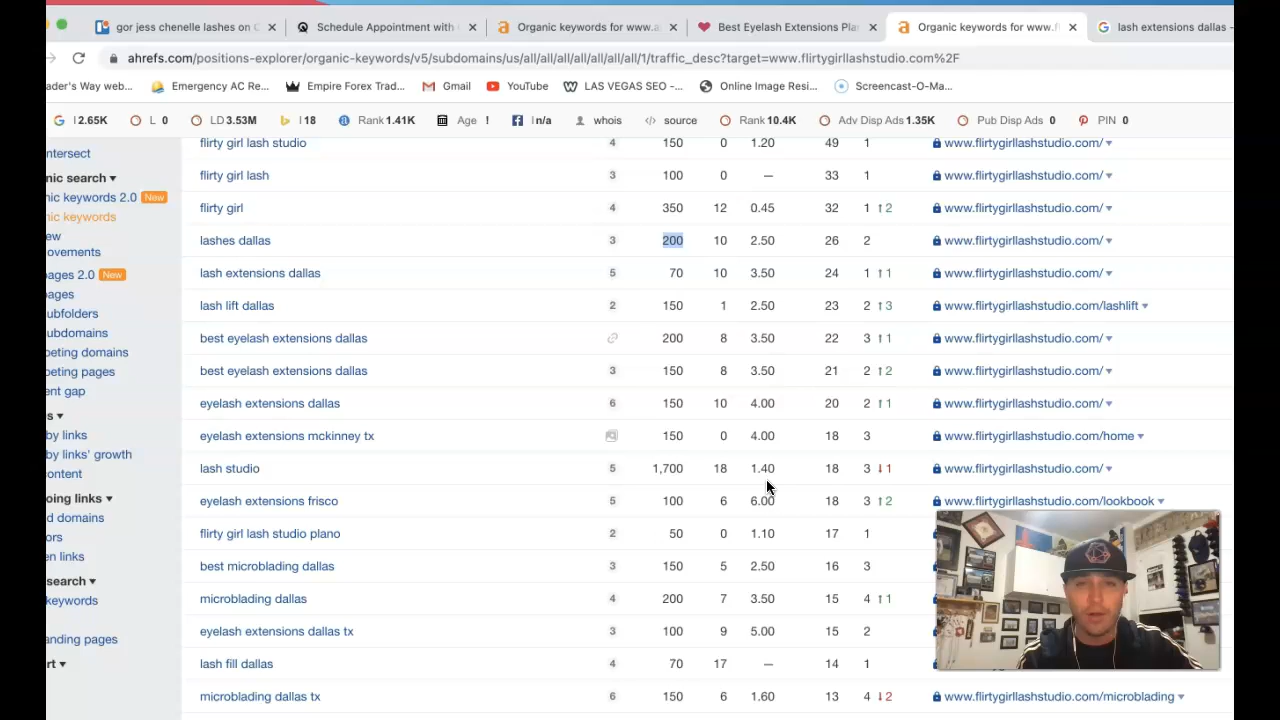 gor jess chenelle lashes on C
Schedule Appointment with
Organic keywords for www.a
Best Eyelash Extensions Pla
Organic keywords for www.f
lash extensions dallas -
ahrefs.com/positions-explorer/organic-keywords/v5/subdomains/us/all/all/all/all/all/all/all/1/traffic_desc?target=www.flirtygirllashstudio.com%2F
ader's Way web... Emergency AC Re... Empire Forex Trad... Gmail YouTube LAS VEGAS SEO -... Online Image Resi... Screencast-O-Ma...
I 2.65K L 0 LD 3.53M I 18 Rank 1.41K Age ! I n/a whois source Rank 10.4K Adv Disp Ads 1.35K Pub Disp Ads 0 PIN 0
intersect
nic search
nic keywords 2.0 New
nic keywords
ew
ovements
ages 2.0 New
ages
ubfolders
ubdomains
peting domains
peting pages
ent gap
s
by links
by links' growth
ontent
oing links
d domains
ors
en links
search
keywords
anding pages
rt
flirty girl lash studio 4 150 0 1.20 49 1 www.flirtygirllashstudio.com/
flirty girl lash 3 100 0 — 33 1 www.flirtygirllashstudio.com/
flirty girl 4 350 12 0.45 32 1 ↑2 www.flirtygirllashstudio.com/
lashes dallas 3 200 10 2.50 26 2 www.flirtygirllashstudio.com/
lash extensions dallas 5 70 10 3.50 24 1 ↑1 www.flirtygirllashstudio.com/
lash lift dallas 2 150 1 2.50 23 2 ↑3 www.flirtygirllashstudio.com/lashlift
best eyelash extensions dallas 200 8 3.50 22 3 ↑1 www.flirtygirllashstudio.com/
best eyelash extensions dallas 3 150 8 3.50 21 2 ↑2 www.flirtygirllashstudio.com/
eyelash extensions dallas 6 150 10 4.00 20 2 ↑1 www.flirtygirllashstudio.com/
eyelash extensions mckinney tx 150 0 4.00 18 3 www.flirtygirllashstudio.com/home
lash studio 5 1,700 18 1.40 18 3 ↓1 www.flirtygirllashstudio.com/
eyelash extensions frisco 5 100 6 6.00 18 3 ↑2 www.flirtygirllashstudio.com/lookbook
flirty girl lash studio plano 2 50 0 1.10 17 1
best microblading dallas 3 150 5 2.50 16 3
microblading dallas 4 200 7 3.50 15 4 ↑1
eyelash extensions dallas tx 3 100 9 5.00 15 2
lash fill dallas 4 70 17 — 14 1
microblading dallas tx 6 150 6 1.60 13 4 ↓2 www.flirtygirllashstudio.com/microblading